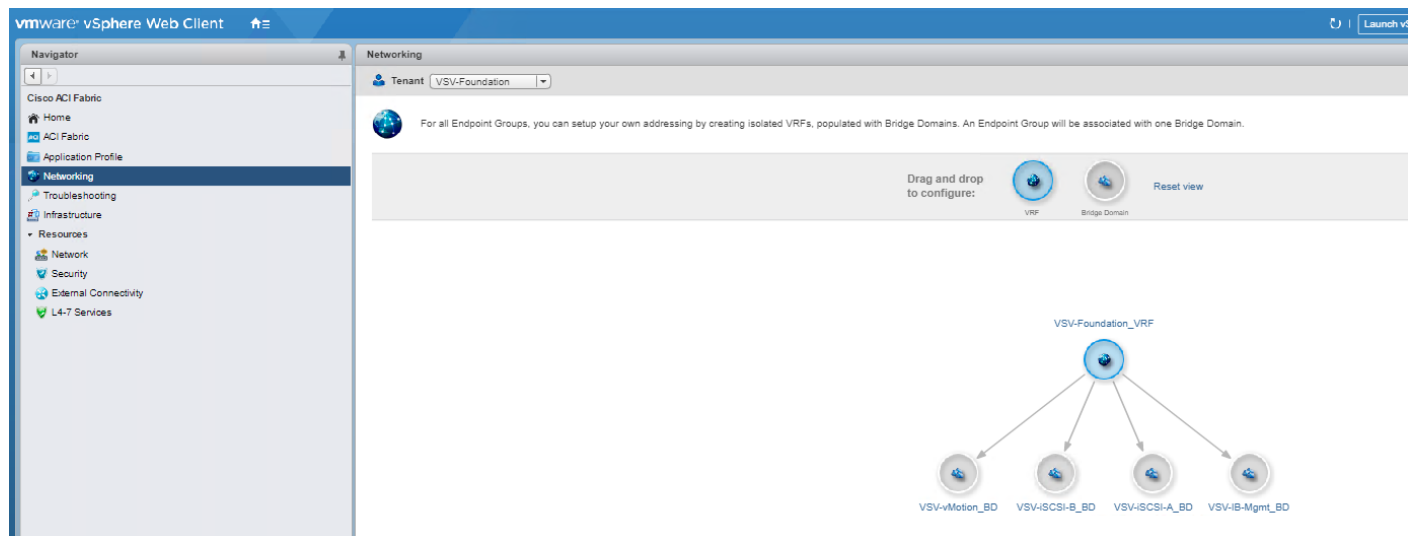 vmware® vSphere Web Client
Launch vS
Navigator
Cisco ACI Fabric
Home
ACI Fabric
Application Profile
Networking
Troubleshooting
Infrastructure
Resources
Network
Security
External Connectivity
L4-7 Services
Networking
Tenant VSV-Foundation
For all Endpoint Groups, you can setup your own addressing by creating isolated VRFs, populated with Bridge Domains. An Endpoint Group will be associated with one Bridge Domain.
Drag and drop
to configure:
VRF
Bridge Domain
Reset view
VSV-Foundation_VRF
VSV-vMotion_BD
VSV-iSCSI-B_BD
VSV-iSCSI-A_BD
VSV-IB-Mgmt_BD